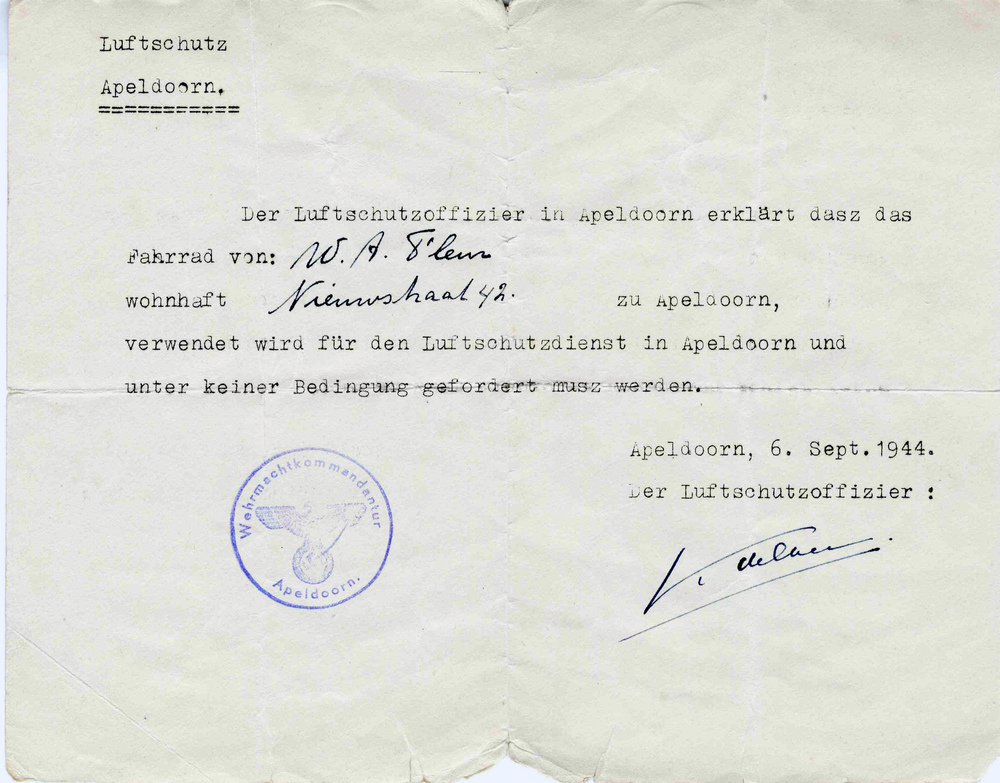 Luftschutz
Apeldoorn.
===========
Der Luftschutzoffizier in Apeldoorn erklärt dasz das
Fahrrad von: W. A. Fleur
wohnhaft Nieuwstraat 42. zu Apeldoorn,
verwendet wird für den Luftschutzdienst in Apeldoorn und
unter keiner Bedingung gefordert musz werden.
Apeldoorn, 6. Sept. 1944.
Der Luftschutzoffizier :
Wehrmachtkommandantur
Apeldoorn.